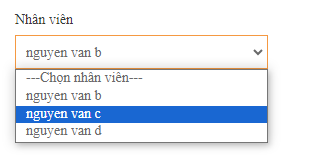 Nhân viên
nguyen van b
---Chọn nhân viên---
nguyen van b
nguyen van c
nguyen van d